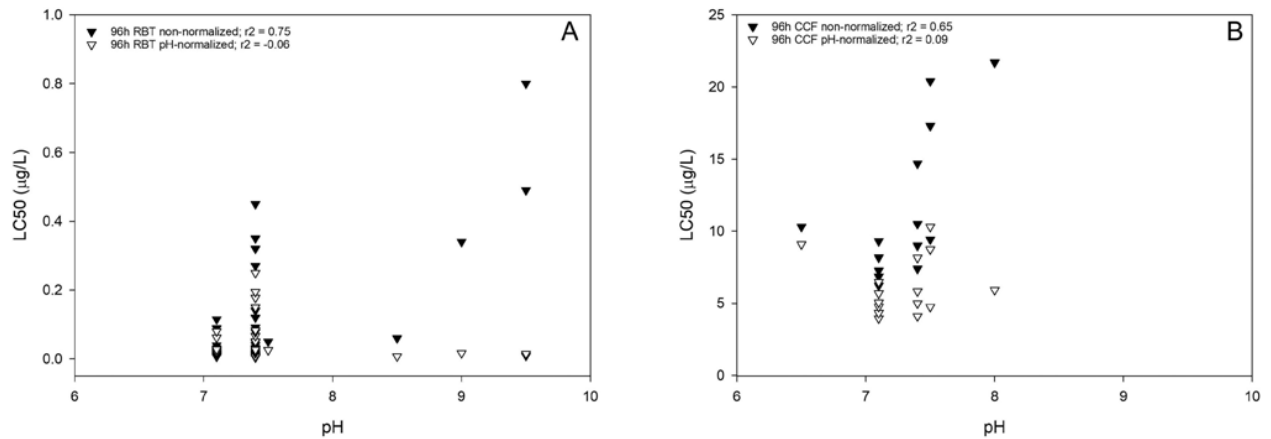 A
▼ 96h RBT non-normalized; r2 = 0.75
▽ 96h RBT pH-normalized; r2 = -0.06
LC50 (µg/L)
1.0
0.8
0.6
0.4
0.2
0.0
6 7 8 9 10
pH
B
▼ 96h CCF non-normalized; r2 = 0.65
▽ 96h CCF pH-normalized; r2 = 0.09
LC50 (µg/L)
25
20
15
10
5
0
6 7 8 9 10
pH